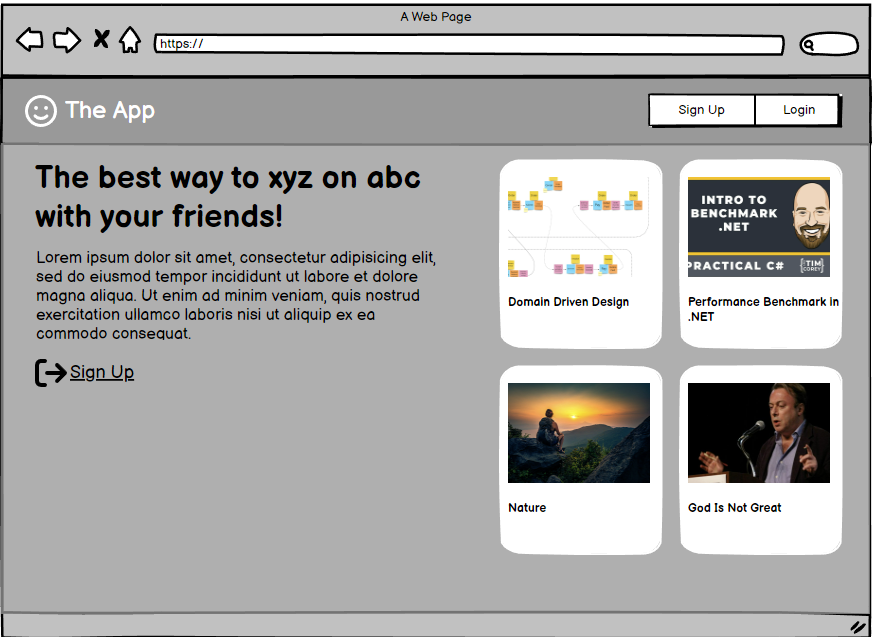 A Web Page
https://
The App
Sign Up
Login
The best way to xyz on abc
with your friends!
Lorem ipsum dolor sit amet, consectetur adipisicing elit,
sed do eiusmod tempor incididunt ut labore et dolore
magna aliqua. Ut enim ad minim veniam, quis nostrud
exercitation ullamco laboris nisi ut aliquip ex ea
commodo consequat.
Sign Up
Domain Driven Design
INTRO TO
BENCHMARK
.NET
PRACTICAL C#
TIM
COREY
Performance Benchmark in
.NET
Nature
God Is Not Great